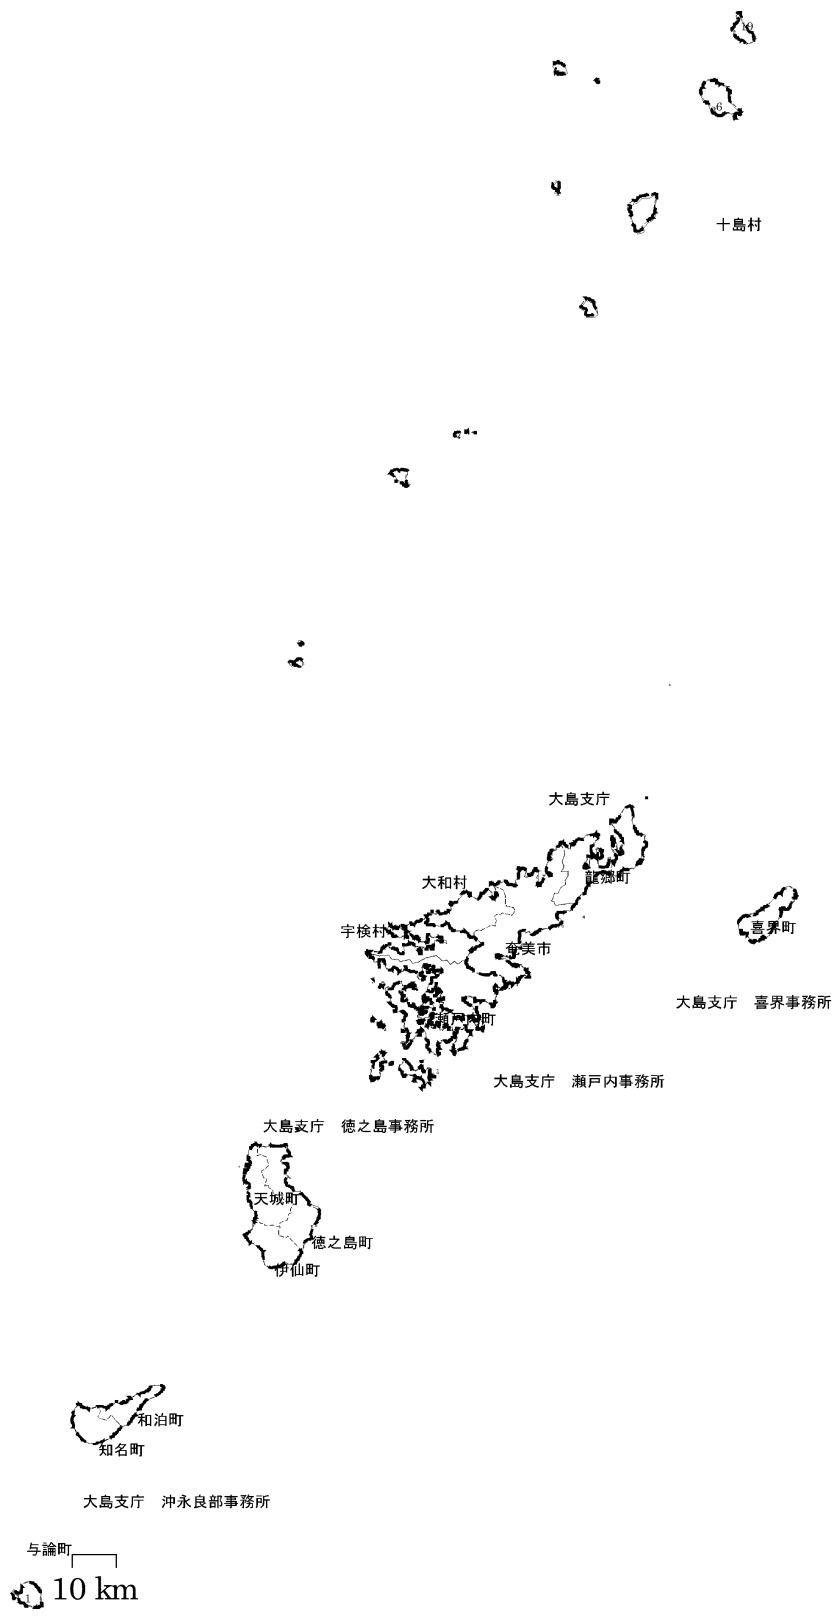 10
6
十島村
大島支庁
龍郷町
大和村
喜界町
宇検村
奄美市
大島支庁　喜界事務所
瀬戸内町
大島支庁　瀬戸内事務所
大島支庁　徳之島事務所
天城町
徳之島町
伊仙町
和泊町
知名町
大島支庁　沖永良部事務所
与論町
10 km
1